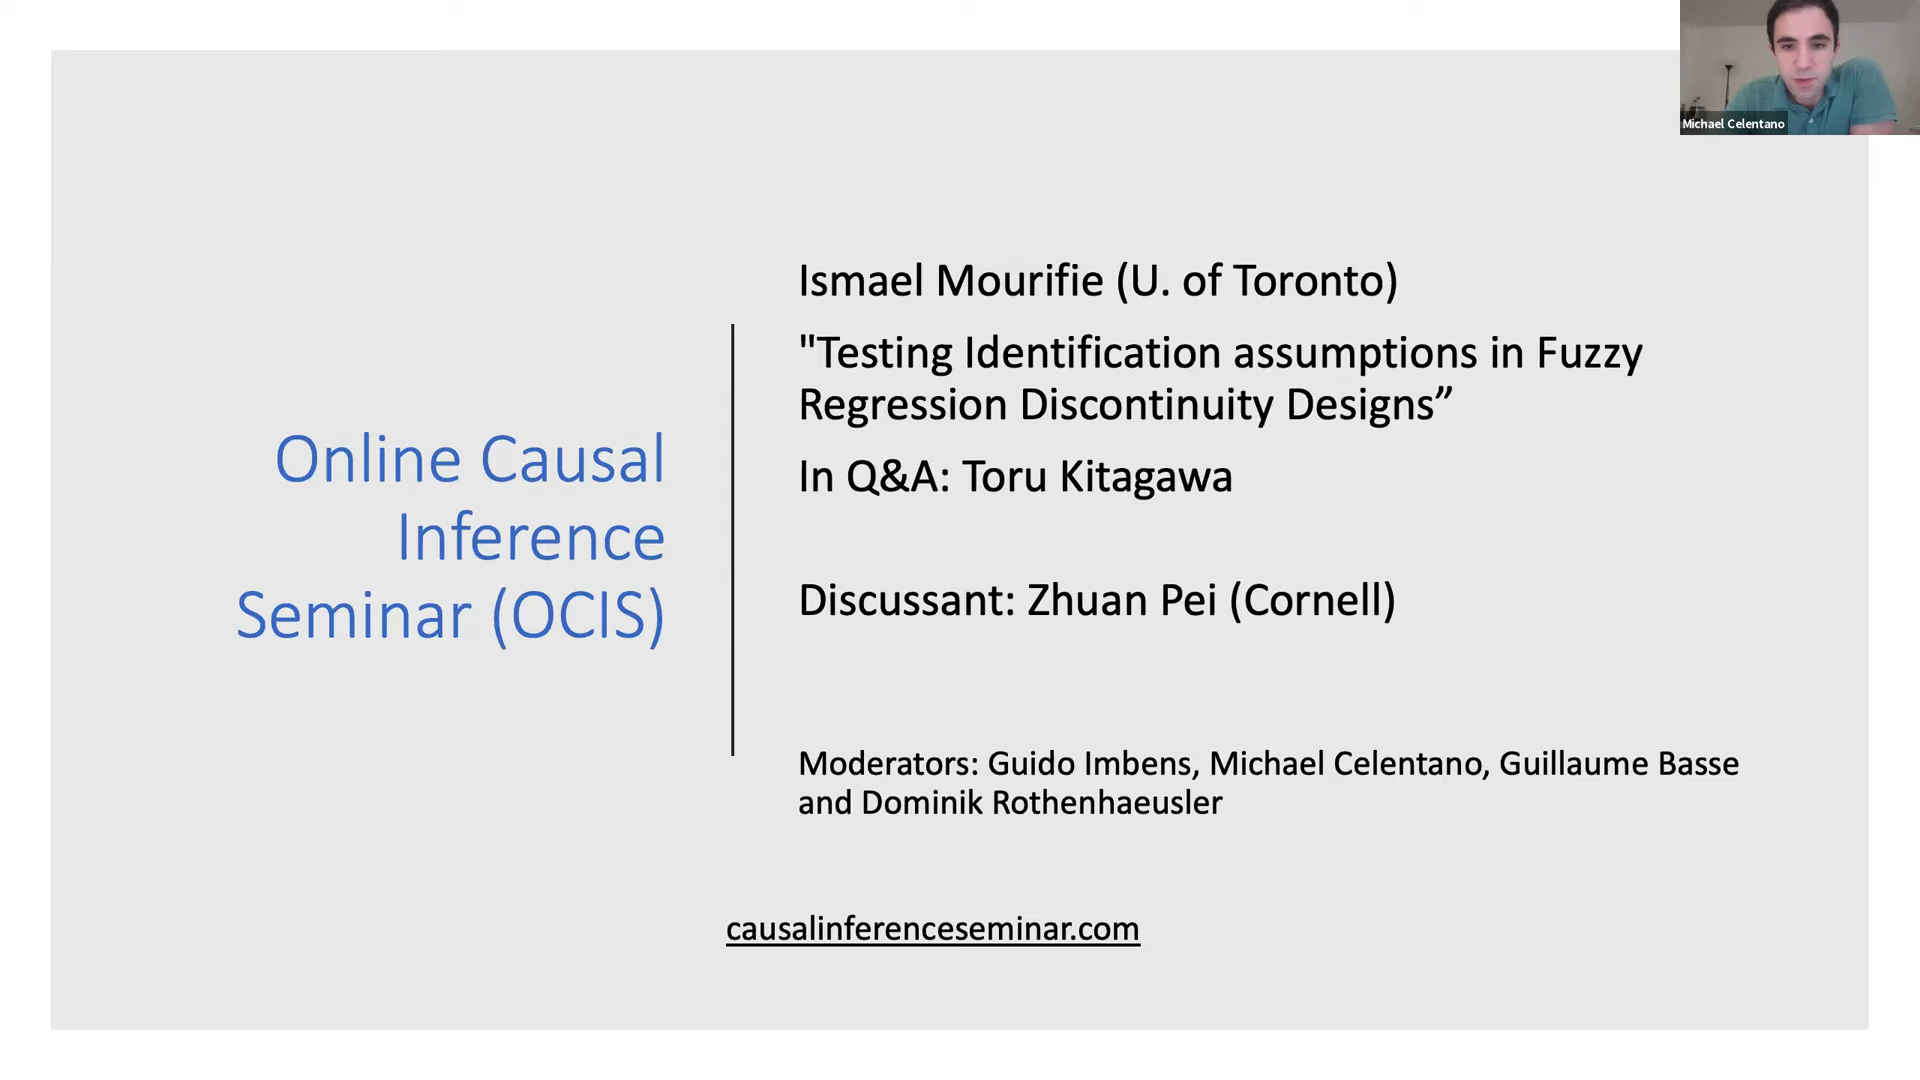 Michael Celentano
Online Causal
Inference
Seminar (OCIS)
Ismael Mourifie (U. of Toronto)
"Testing Identification assumptions in Fuzzy
Regression Discontinuity Designs”
In Q&A: Toru Kitagawa
Discussant: Zhuan Pei (Cornell)
Moderators: Guido Imbens, Michael Celentano, Guillaume Basse
and Dominik Rothenhaeusler
causalinferenceseminar.com